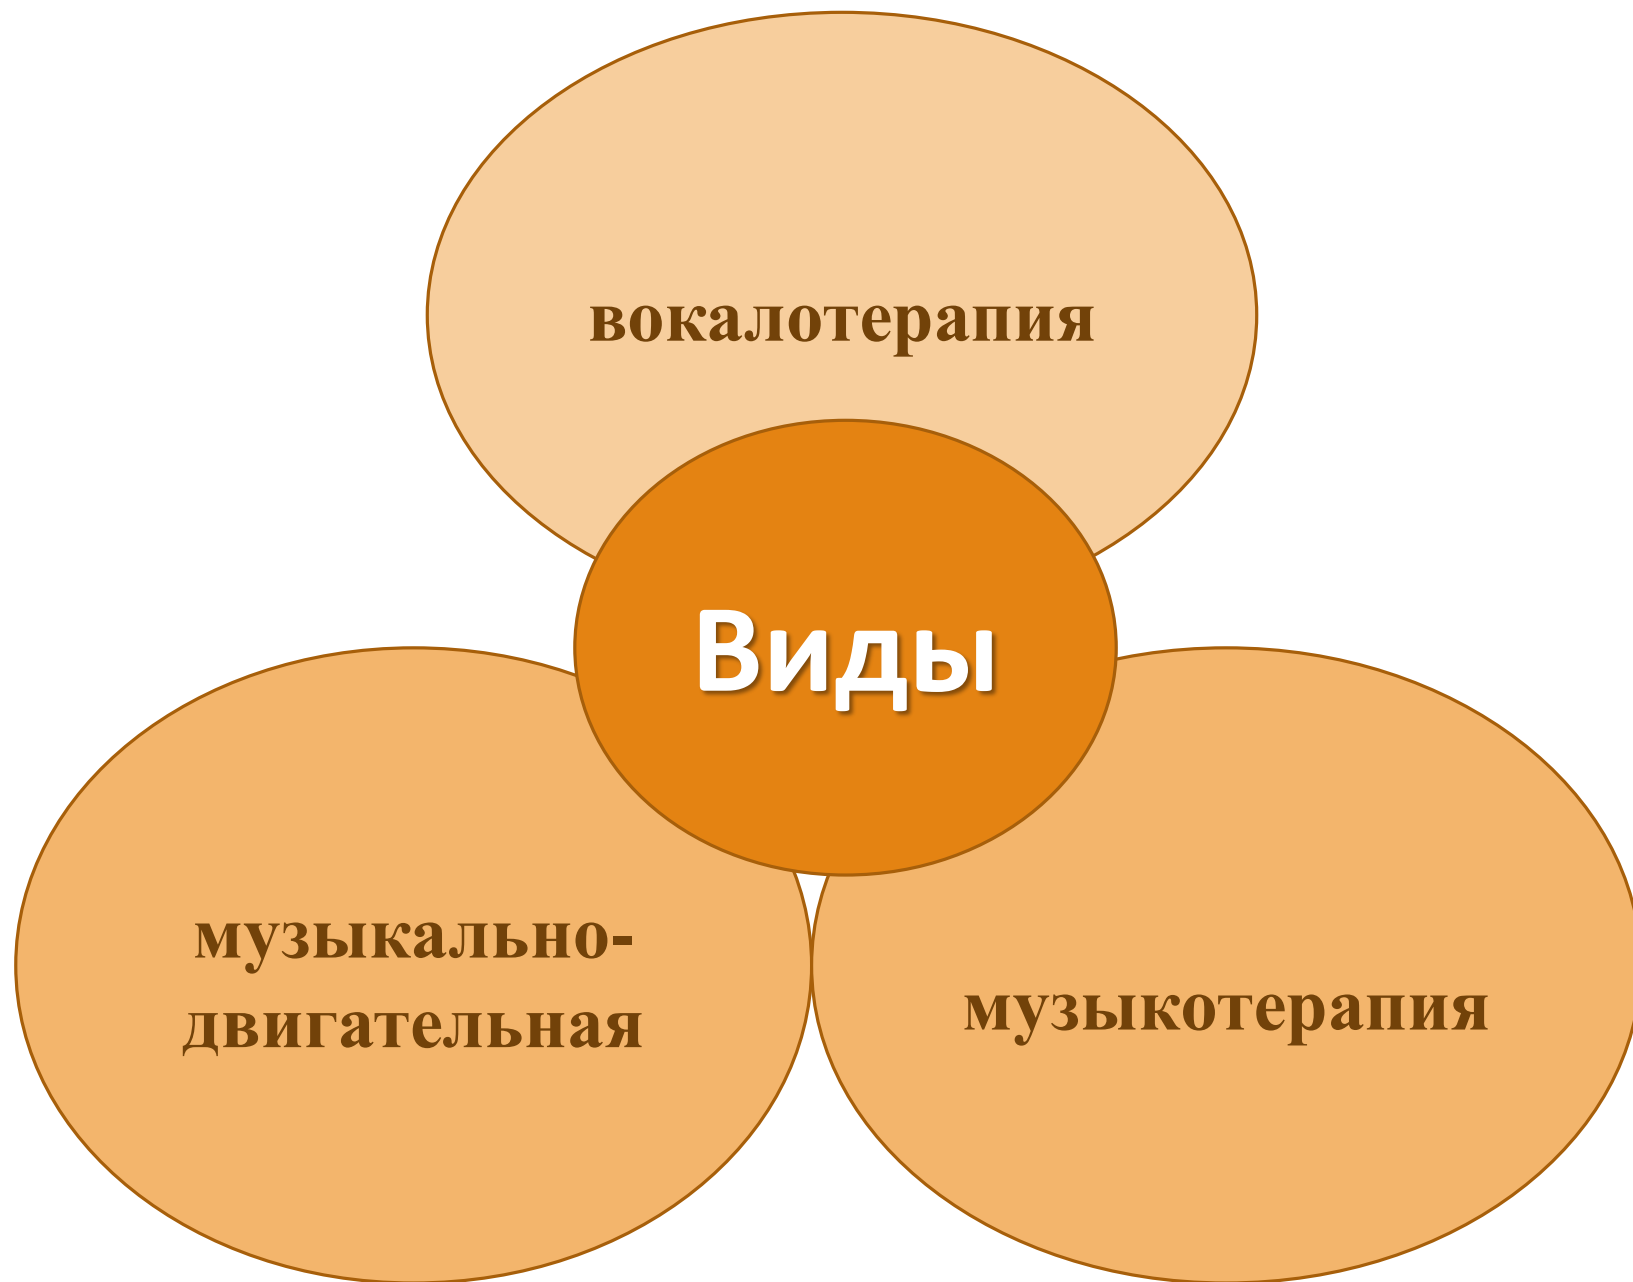 вокалотерапия
Виды
музыкально-
двигательная
музыкотерапия